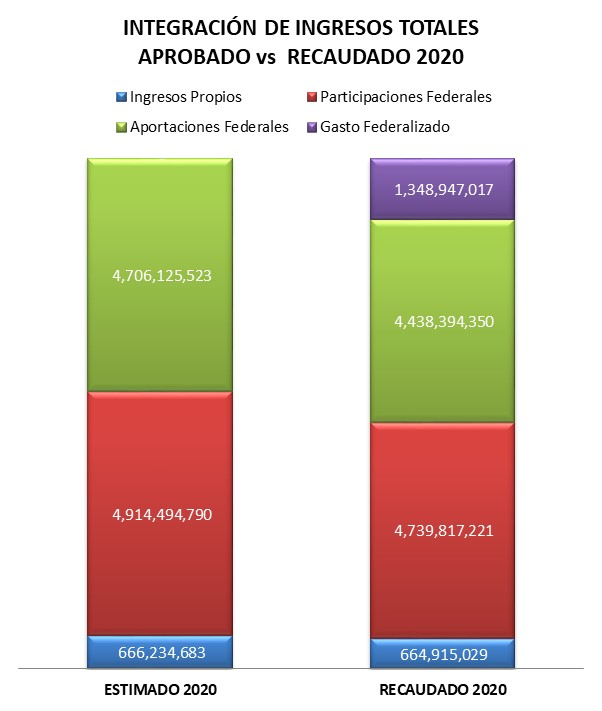 INTEGRACIÓN DE INGRESOS TOTALES
APROBADO vs RECAUDADO 2020
Ingresos Propios
Participaciones Federales
Aportaciones Federales
Gasto Federalizado
4,706,125,523
4,914,494,790
666,234,683
1,348,947,017
4,438,394,350
4,739,817,221
664,915,029
ESTIMADO 2020
RECAUDADO 2020